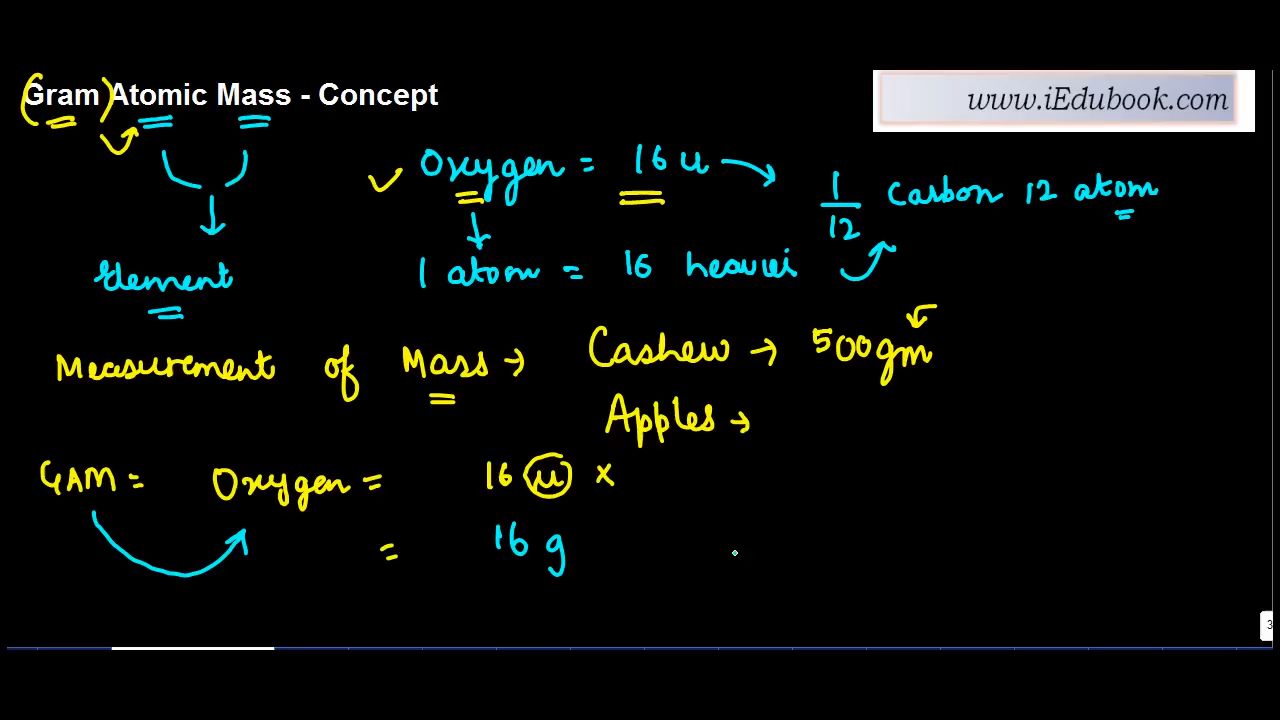 Gram Atomic Mass - Concept
www.iEdubook.com
Oxygen = 16 u → 1/12 Carbon 12 atom
Element
1 atom = 16 heavier
Measurement of Mass → Cashew → 500gm
Apples →
GAM = Oxygen = 16 u ×
= 16 g
3